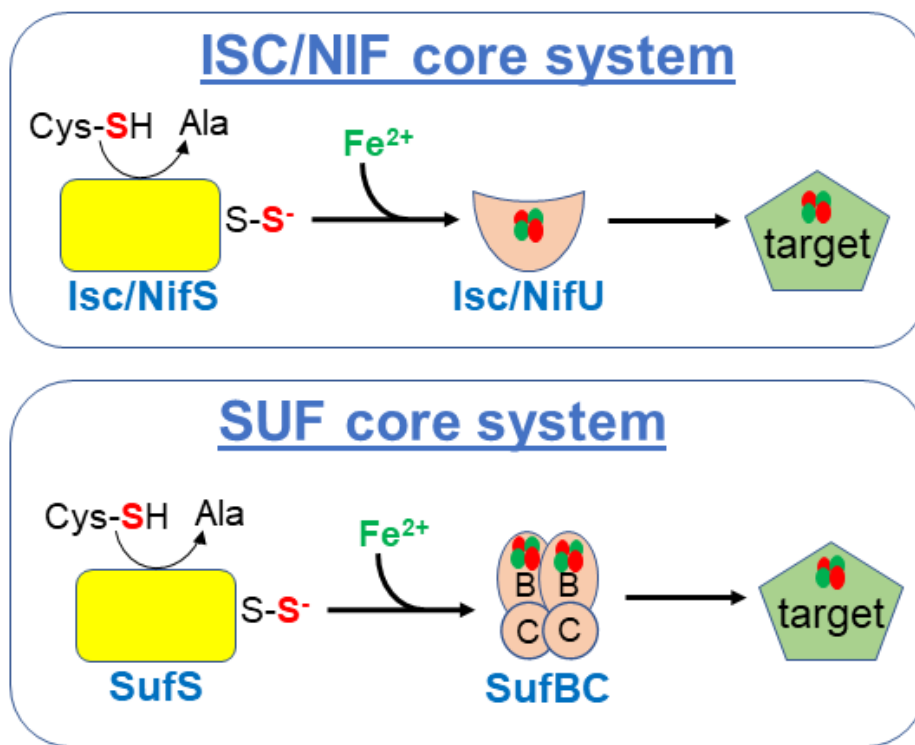 ISC/NIF core system
Cys-SH Ala
Fe²⁺
S-S⁻
target
Isc/NifS Isc/NifU
SUF core system
Cys-SH Ala
Fe²⁺
B B
S-S⁻
target
C C
SufS SufBC